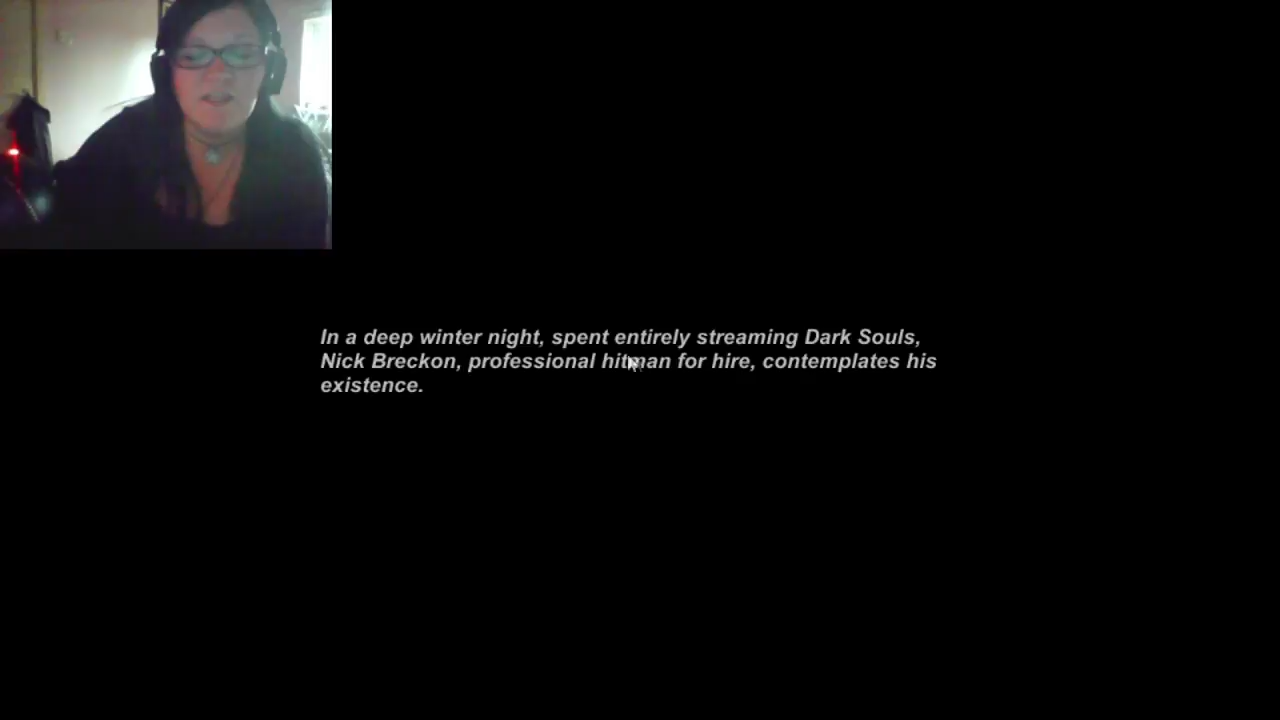 In a deep winter night, spent entirely streaming Dark Souls,
Nick Breckon, professional hitman for hire, contemplates his
existence.